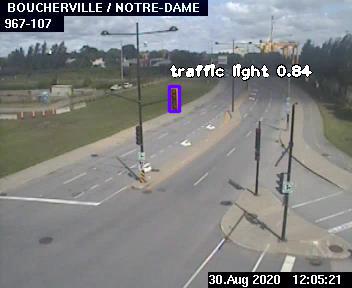 BOUCHERVILLE / NOTRE-DAME
967-107
traffic light 0.84
30.Aug 2020 12:05:21